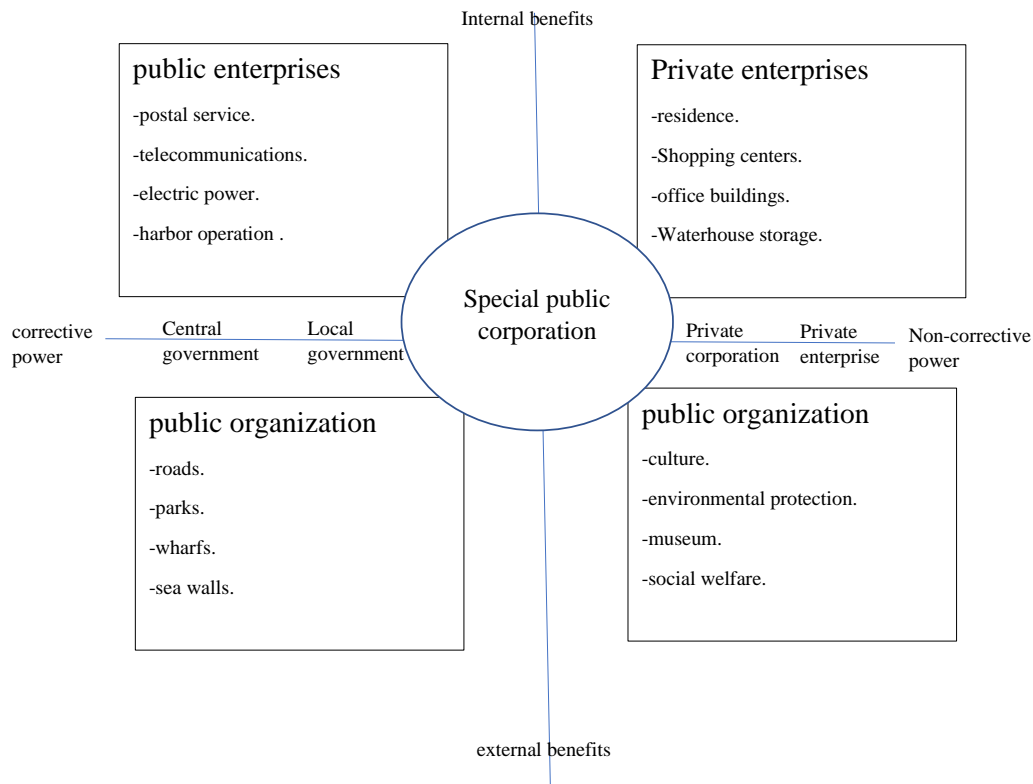 Internal benefits
public enterprises
-postal service.
-telecommunications.
-electric power.
-harbor operation .
Private enterprises
-residence.
-Shopping centers.
-office buildings.
-Waterhouse storage.
Special public
corporation
corrective
power
Central
government
Local
government
Private
corporation
Private
enterprise
Non-corrective
power
public organization
-roads.
-parks.
-wharfs.
-sea walls.
public organization
-culture.
-environmental protection.
-museum.
-social welfare.
external benefits